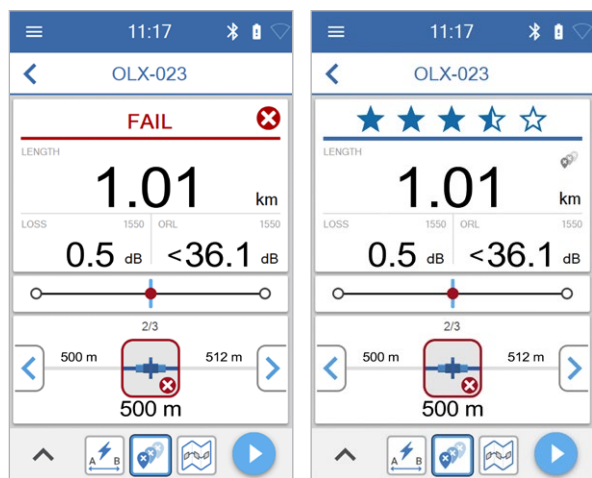 11:17
OLX-023
FAIL
LENGTH
1.01 km
LOSS 1550 ORL 1550
0.5 dB <36.1 dB
2/3
500 m 512 m
500 m
A B
11:17
OLX-023
LENGTH
1.01 km
LOSS 1550 ORL 1550
0.5 dB <36.1 dB
2/3
500 m 512 m
500 m
A B